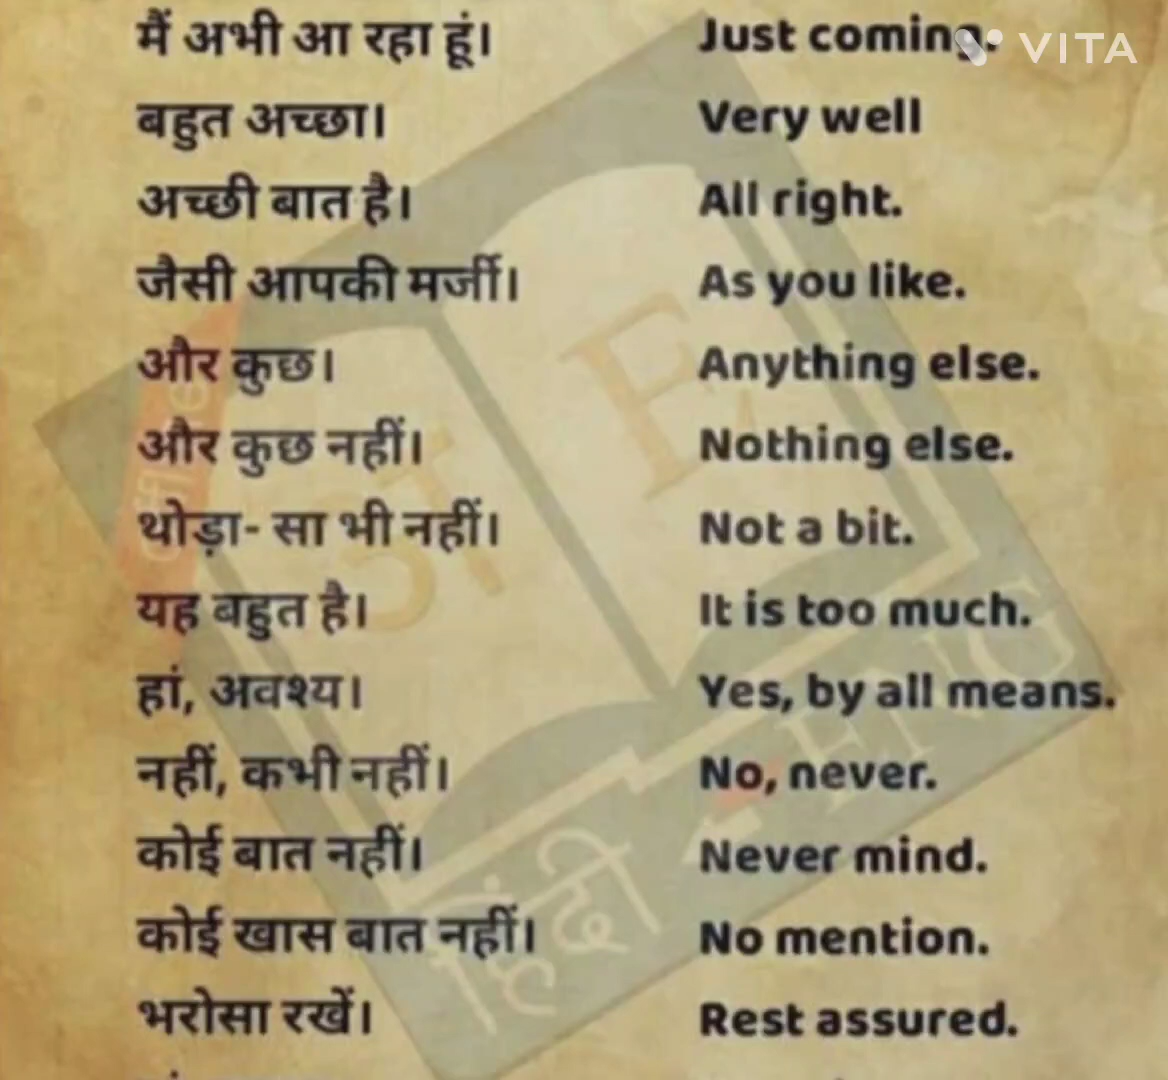 मैं अभी आ रहा हूं। Just coming. VITA
बहुत अच्छा। Very well
अच्छी बात है। All right.
जैसी आपकी मर्जी। As you like.
और कुछ। Anything else.
और कुछ नहीं। Nothing else.
थोड़ा- सा भी नहीं। Not a bit.
यह बहुत है। It is too much.
हां, अवश्य। Yes, by all means.
नहीं, कभी नहीं। No, never.
कोई बात नहीं। Never mind.
कोई खास बात नहीं। No mention.
भरोसा रखें। Rest assured.
अ E
हिंदी - ENG